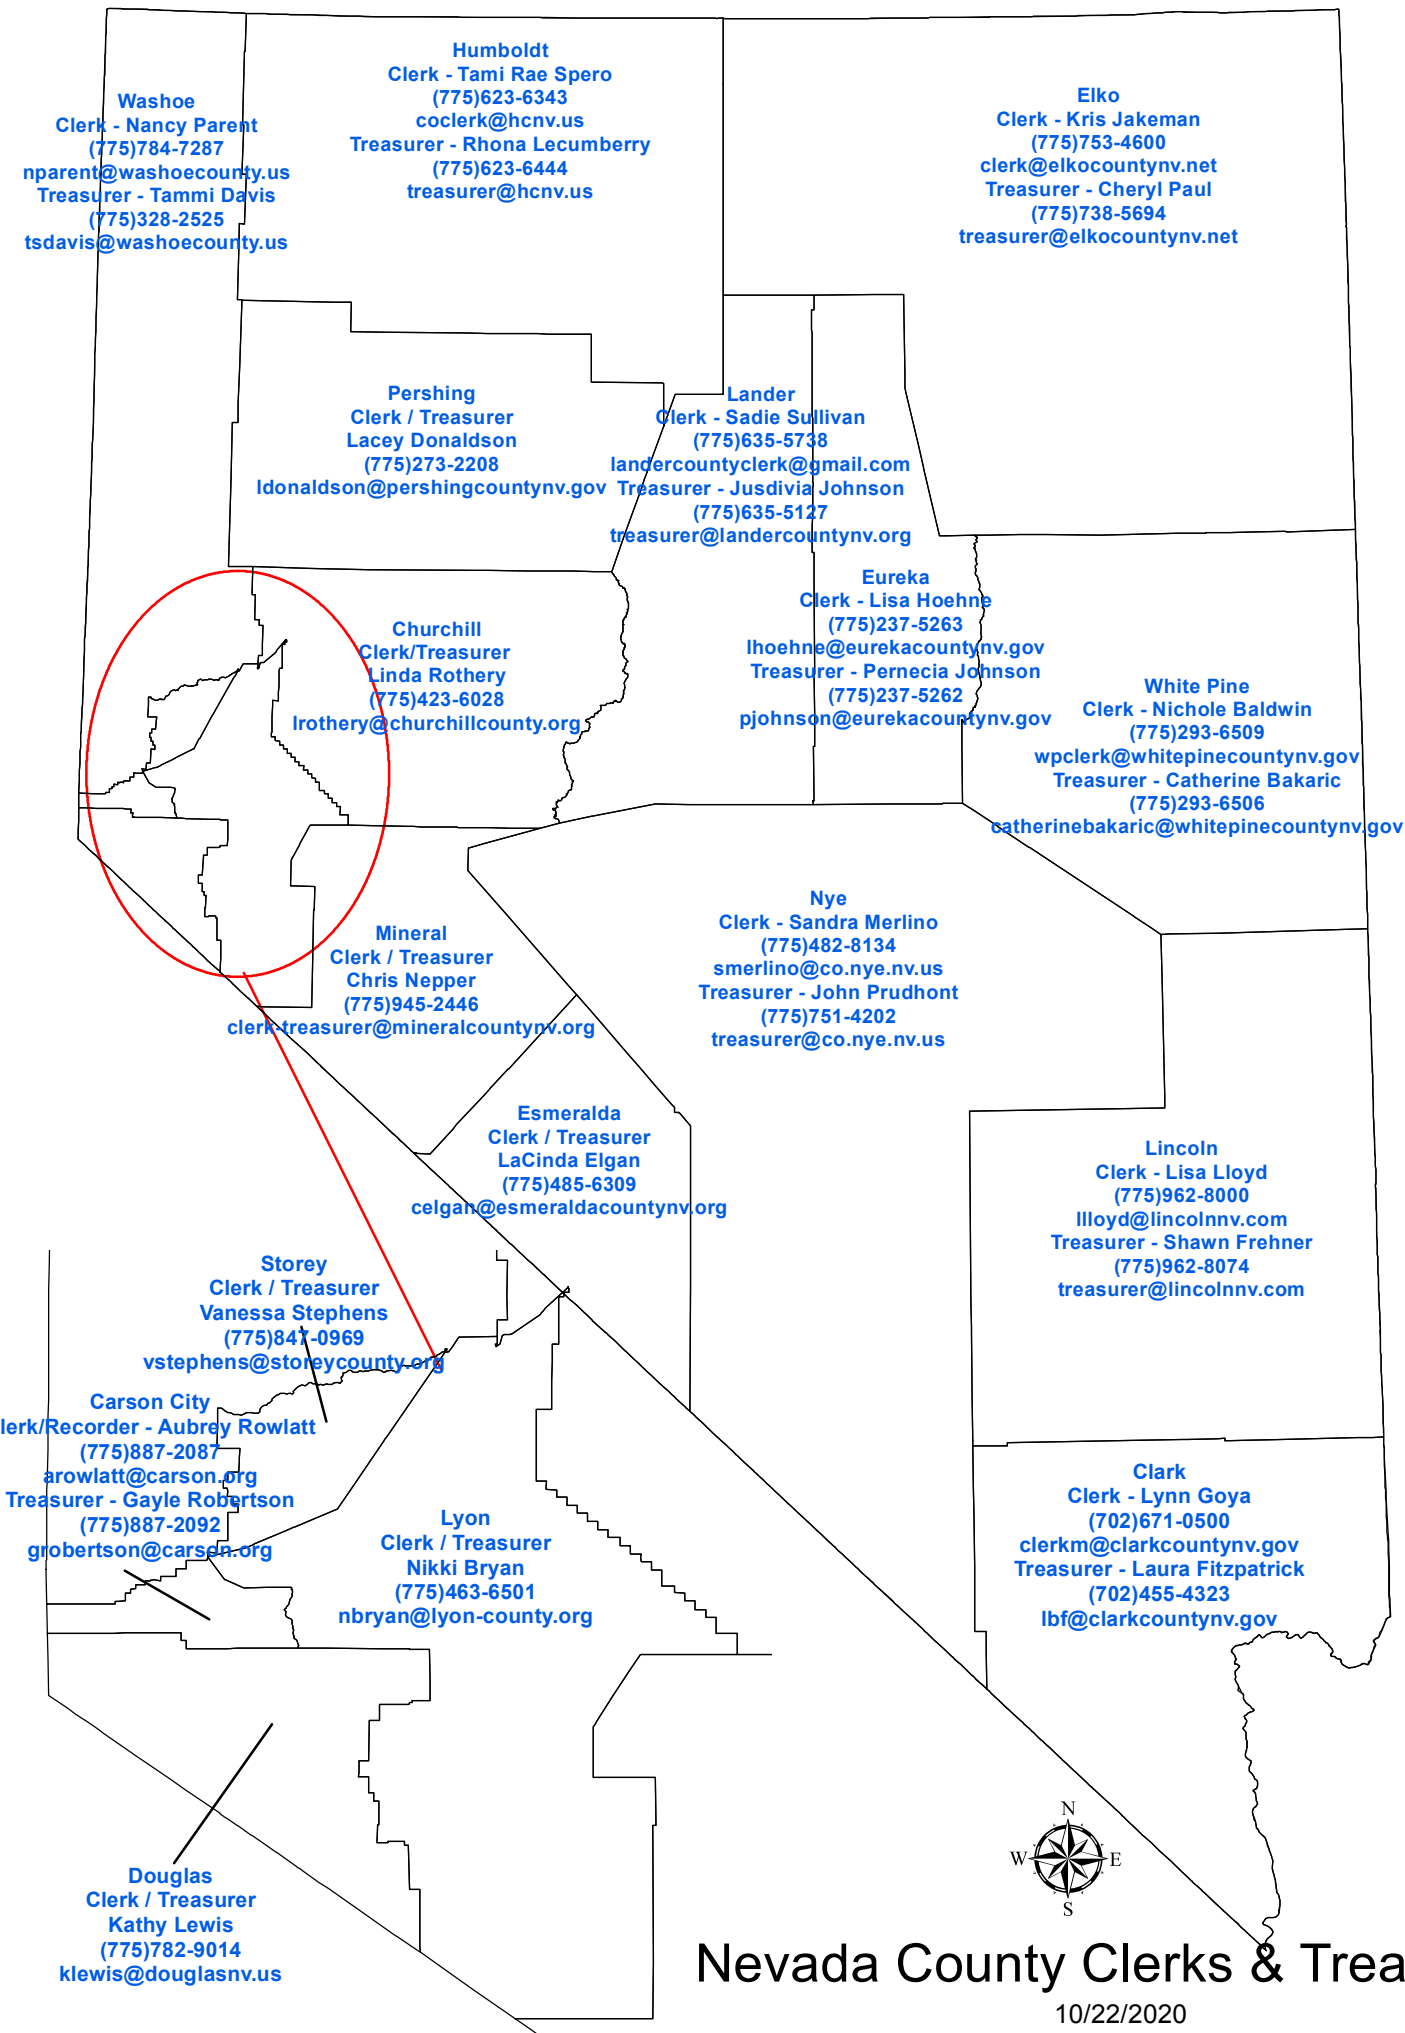 Humboldt
Clerk - Tami Rae Spero
(775)623-6343
coclerk@hcnv.us
Treasurer - Rhona Lecumberry
(775)623-6444
treasurer@hcnv.us
Washoe
Clerk - Nancy Parent
(775)784-7287
nparent@washoecounty.us
Treasurer - Tammi Davis
(775)328-2525
tsdavis@washoecounty.us
Elko
Clerk - Kris Jakeman
(775)753-4600
clerk@elkocountynv.net
Treasurer - Cheryl Paul
(775)738-5694
treasurer@elkocountynv.net
Pershing
Clerk / Treasurer
Lacey Donaldson
(775)273-2208
ldonaldson@pershingcountynv.gov
Lander
Clerk - Sadie Sullivan
(775)635-5738
landercountyclerk@gmail.com
Treasurer - Jusdivia Johnson
(775)635-5127
treasurer@landercountynv.org
Eureka
Clerk - Lisa Hoehne
(775)237-5263
lhoehne@eurekacountynv.gov
Treasurer - Pernecia Johnson
(775)237-5262
pjohnson@eurekacountynv.gov
Churchill
Clerk/Treasurer
Linda Rothery
(775)423-6028
lrothery@churchillcounty.org
White Pine
Clerk - Nichole Baldwin
(775)293-6509
wpclerk@whitepinecountynv.gov
Treasurer - Catherine Bakaric
(775)293-6506
catherinebakaric@whitepinecountynv.gov
Nye
Clerk - Sandra Merlino
(775)482-8134
smerlino@co.nye.nv.us
Treasurer - John Prudhont
(775)751-4202
treasurer@co.nye.nv.us
Mineral
Clerk / Treasurer
Chris Nepper
(775)945-2446
clerk-treasurer@mineralcountynv.org
Esmeralda
Clerk / Treasurer
LaCinda Elgan
(775)485-6309
celgan@esmeraldacountynv.org
Lincoln
Clerk - Lisa Lloyd
(775)962-8000
llloyd@lincolnnv.com
Treasurer - Shawn Frehner
(775)962-8074
treasurer@lincolnnv.com
Storey
Clerk / Treasurer
Vanessa Stephens
(775)847-0969
vstephens@storeycounty.org
Carson City
lerk/Recorder - Aubrey Rowlatt
(775)887-2087
arowlatt@carson.org
Treasurer - Gayle Robertson
(775)887-2092
grobertson@carson.org
Lyon
Clerk / Treasurer
Nikki Bryan
(775)463-6501
nbryan@lyon-county.org
Clark
Clerk - Lynn Goya
(702)671-0500
clerkm@clarkcountynv.gov
Treasurer - Laura Fitzpatrick
(702)455-4323
lbf@clarkcountynv.gov
Douglas
Clerk / Treasurer
Kathy Lewis
(775)782-9014
klewis@douglasnv.us
N
W E
S
Nevada County Clerks & Trea
10/22/2020